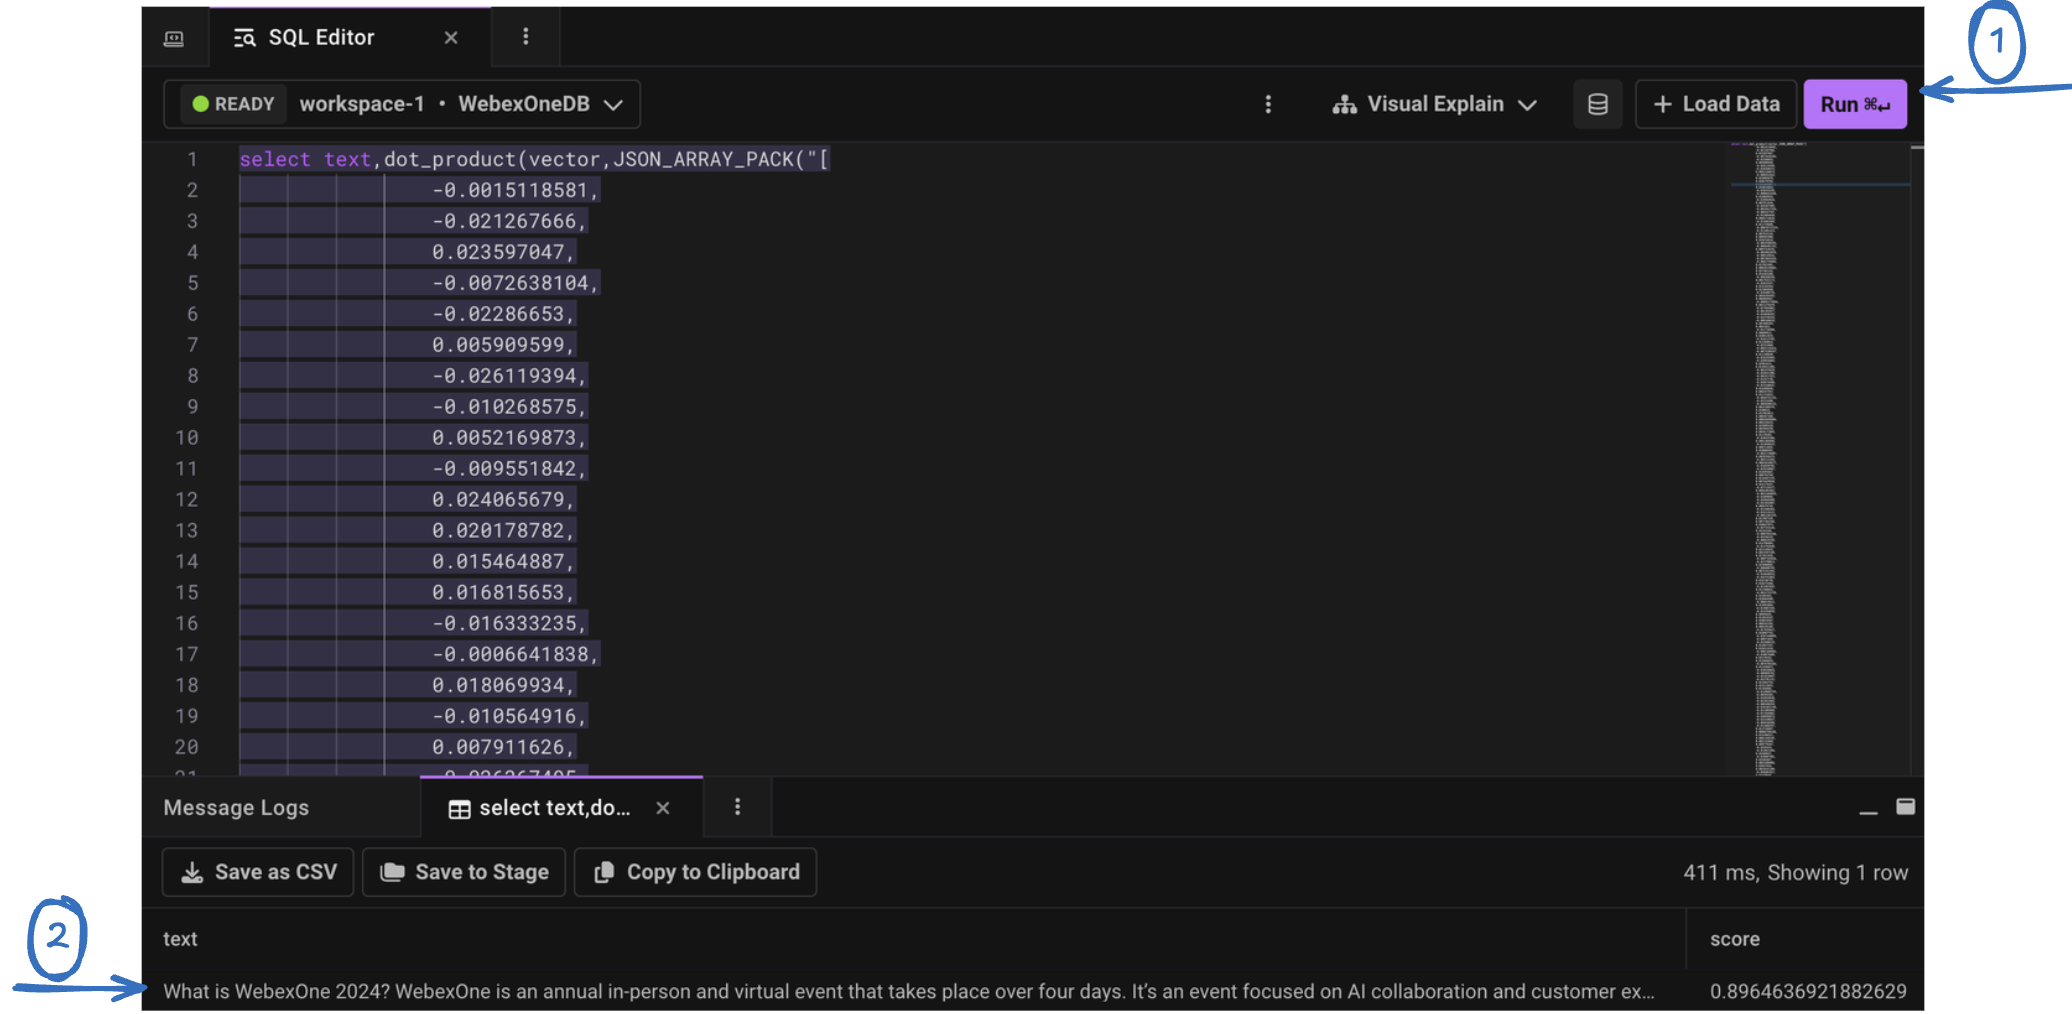 1
SQL Editor
READY workspace-1 • WebexOneDB
Visual Explain
+ Load Data
Run ⌘↵
1 select text,dot_product(vector,JSON_ARRAY_PACK("[
2 -0.0015118581,
3 -0.021267666,
4 0.023597047,
5 -0.0072638104,
6 -0.02286653,
7 0.005909599,
8 -0.026119394,
9 -0.010268575,
10 0.0052169873,
11 -0.009551842,
12 0.024065679,
13 0.020178782,
14 0.015464887,
15 0.016815653,
16 -0.016333235,
17 -0.0006641838,
18 0.018069934,
19 -0.010564916,
20 0.007911626,
Message Logs
select text,do...
Save as CSV
Save to Stage
Copy to Clipboard
411 ms, Showing 1 row
2
text score
What is WebexOne 2024? WebexOne is an annual in-person and virtual event that takes place over four days. It's an event focused on AI collaboration and customer ex... 0.8964636921882629